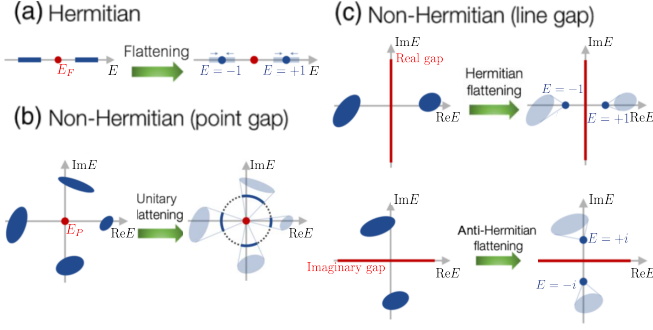 (a) Hermitian
Flattening
E_F
E
E = −1
E = +1
E
(b) Non-Hermitian (point gap)
ImE
E_P
ReE
Unitary
lattening
ImE
ReE
(c) Non-Hermitian (line gap)
ImE
Real gap
ReE
Hermitian
flattening
ImE
E = −1
E = +1
ReE
ImE
Imaginary gap
ReE
Anti-Hermitian
flattening
ImE
E = +i
E = −i
ReE